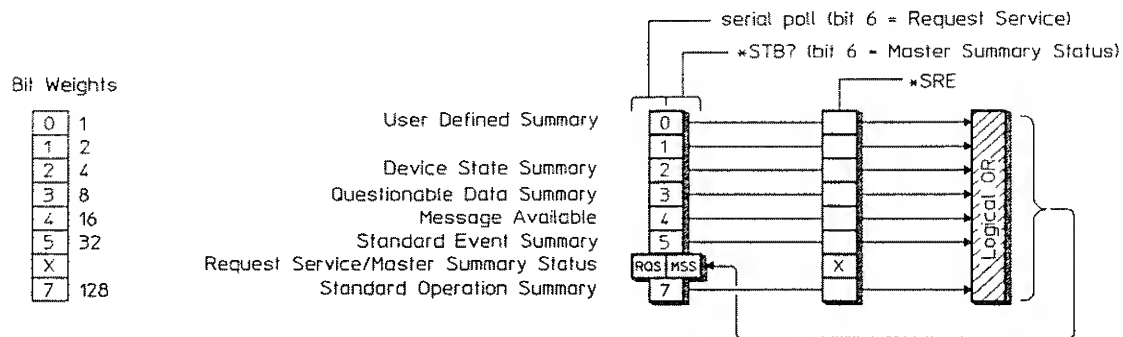 serial poll (bit 6 = Request Service)
*STB? (bit 6 - Master Summary Status)
*SRE
Bit Weights
0 1
1 2
2 4
3 8
4 16
5 32
X
7 128
User Defined Summary
Device State Summary
Questionable Data Summary
Message Available
Standard Event Summary
Request Service/Master Summary Status
Standard Operation Summary
0
1
2
3
4
5
RQS MSS
7
X
Logical OR